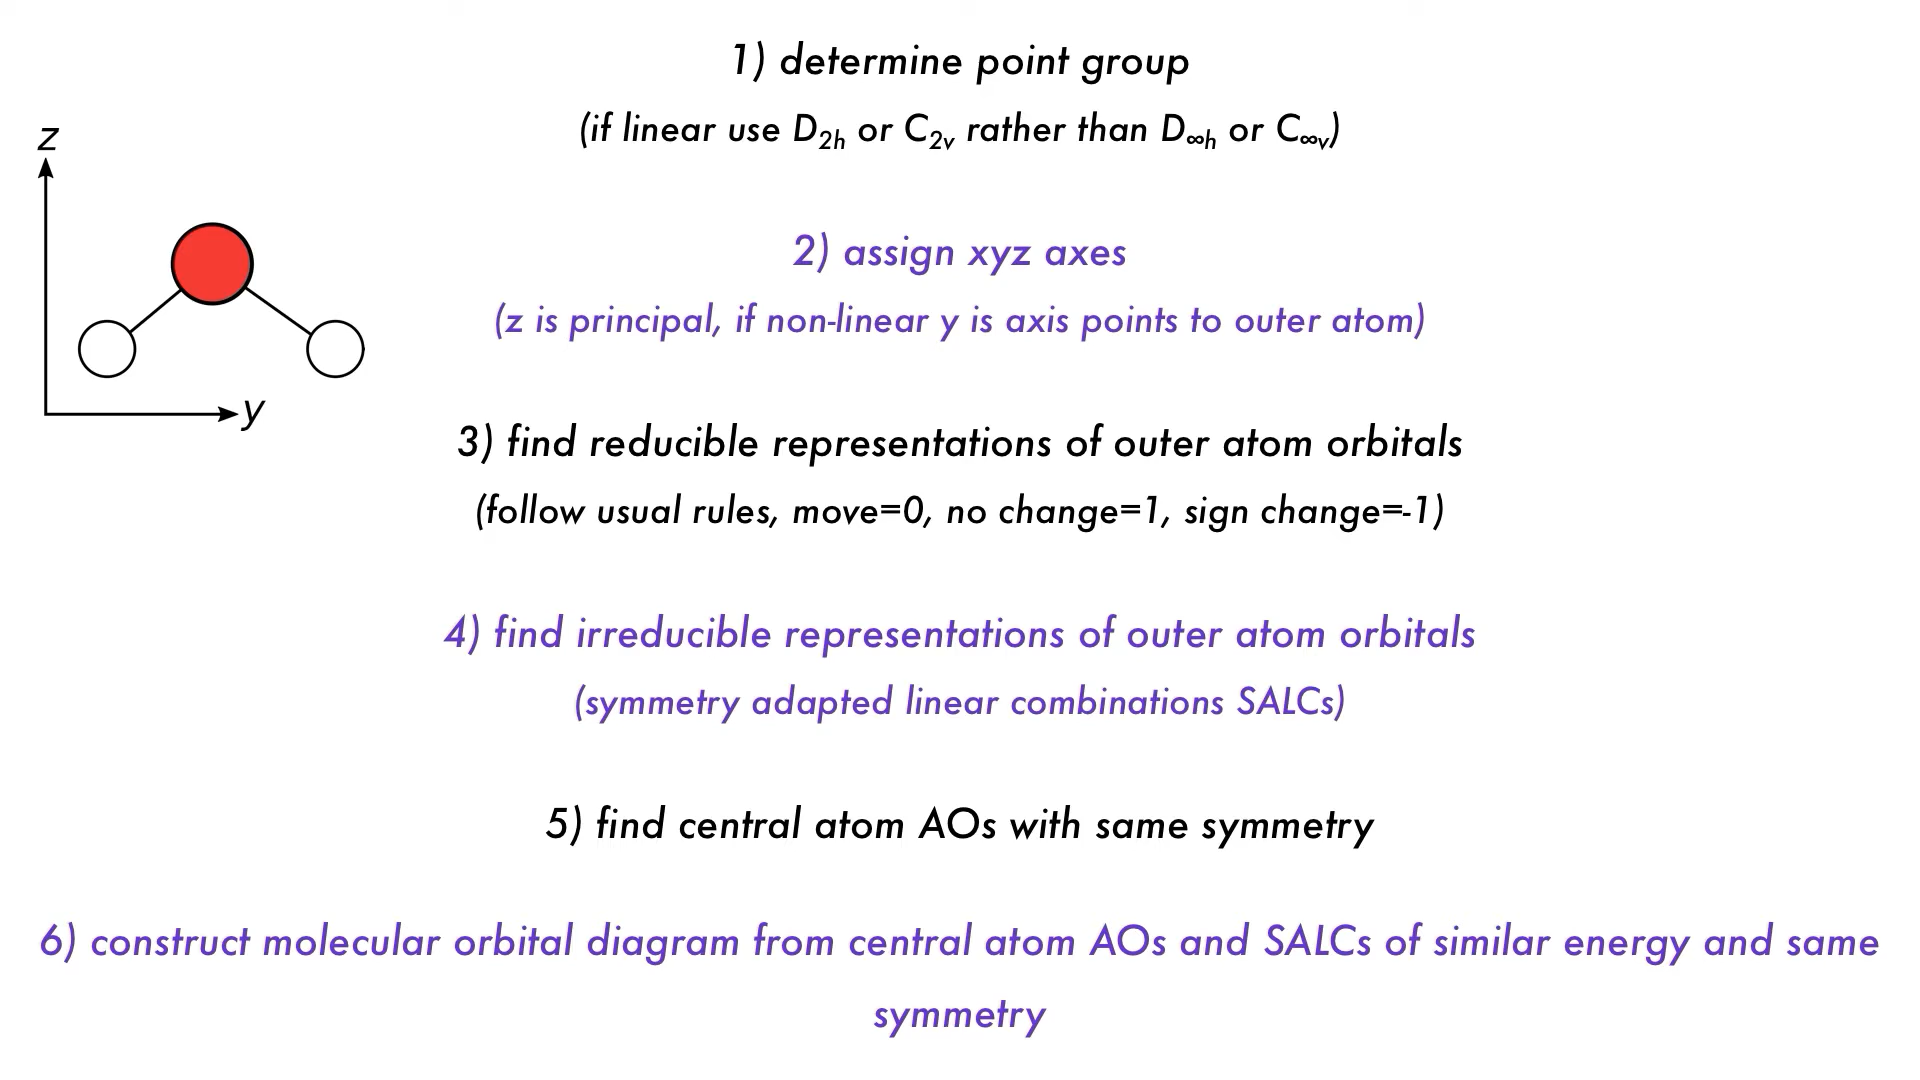 1) determine point group
(if linear use D₂ₕ or C₂ᵥ rather than D∞ₕ or C∞ᵥ)
z
2) assign xyz axes
(z is principal, if non-linear y is axis points to outer atom)
y
3) find reducible representations of outer atom orbitals
(follow usual rules, move=0, no change=1, sign change=-1)
4) find irreducible representations of outer atom orbitals
(symmetry adapted linear combinations SALCs)
5) find central atom AOs with same symmetry
6) construct molecular orbital diagram from central atom AOs and SALCs of similar energy and same
symmetry